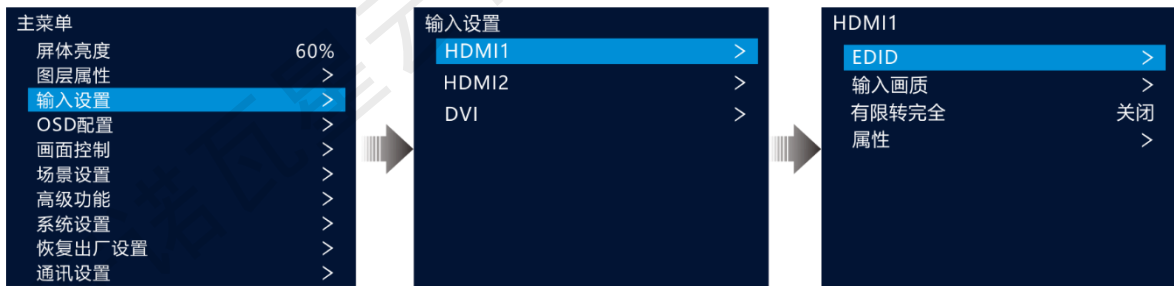 主菜单
屏体亮度 60%
图层属性 >
输入设置 >
OSD配置 >
画面控制 >
场景设置 >
高级功能 >
系统设置 >
恢复出厂设置 >
通讯设置 >
输入设置
HDMI1 >
HDMI2 >
DVI >
HDMI1
EDID >
输入画质 >
有限转完全 关闭
属性 >